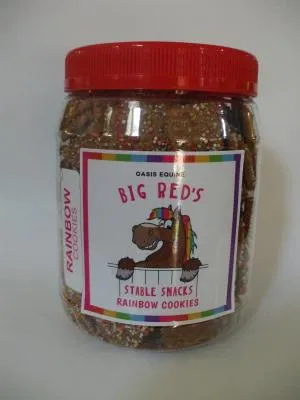 OASIS EQUINE
BIG RED'S
STABLE SNACKS
RAINBOW COOKIES
RAINBOW
COOKIES